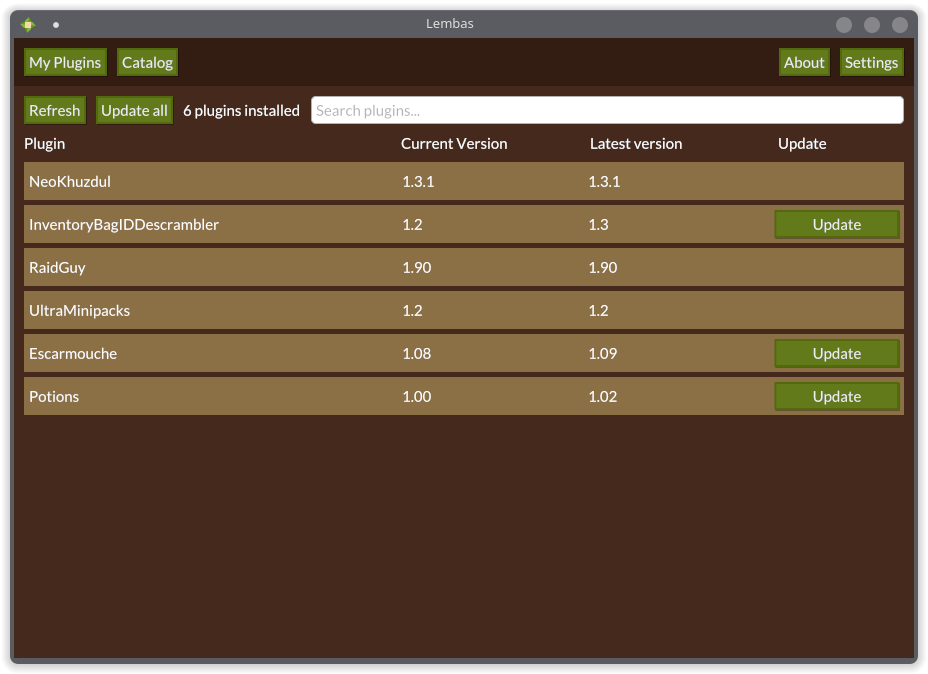 Lembas
My Plugins Catalog About Settings
Refresh Update all 6 plugins installed Search plugins...
Plugin Current Version Latest version Update
NeoKhuzdul 1.3.1 1.3.1
InventoryBagIDDescrambler 1.2 1.3 Update
RaidGuy 1.90 1.90
UltraMinipacks 1.2 1.2
Escarmouche 1.08 1.09 Update
Potions 1.00 1.02 Update